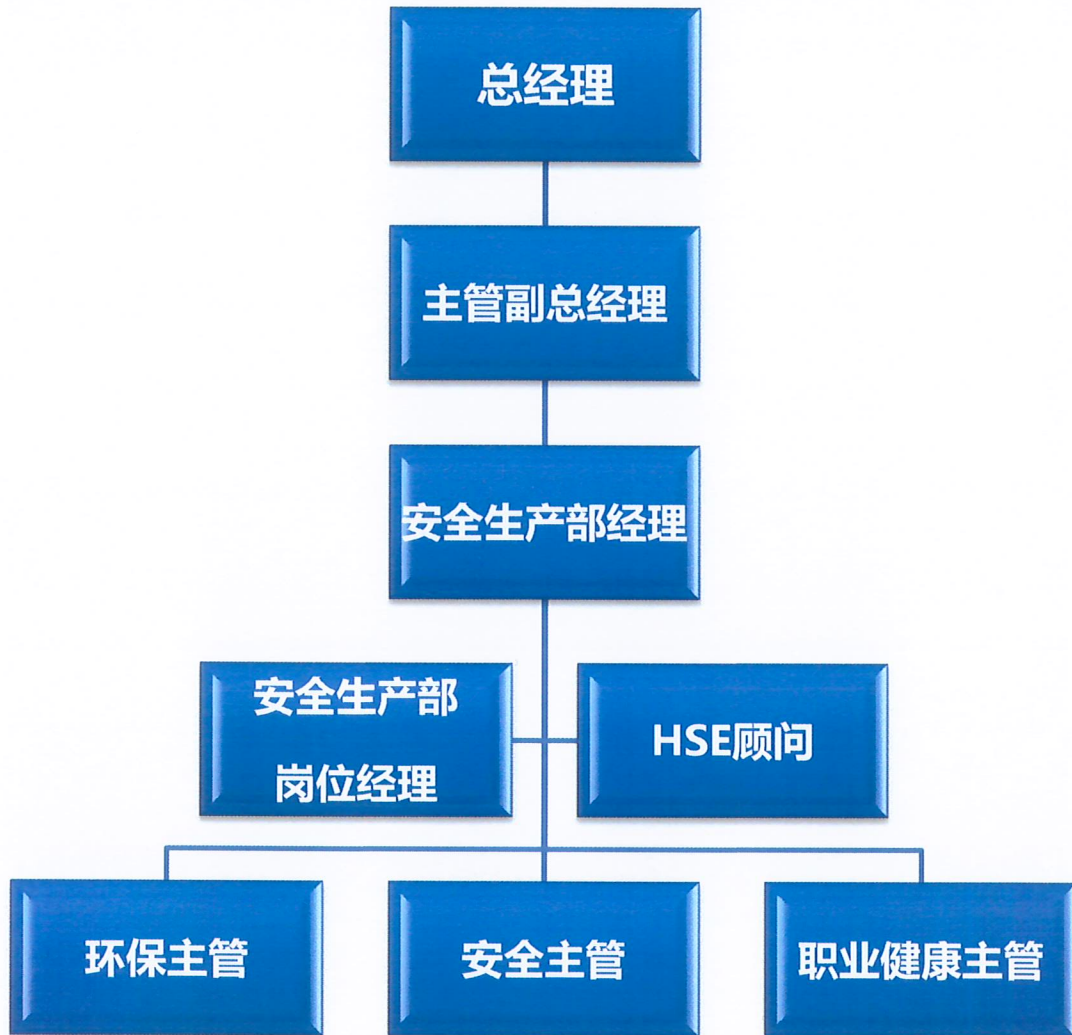 总经理
主管副总经理
安全生产部经理
安全生产部
岗位经理
HSE顾问
环保主管
安全主管
职业健康主管